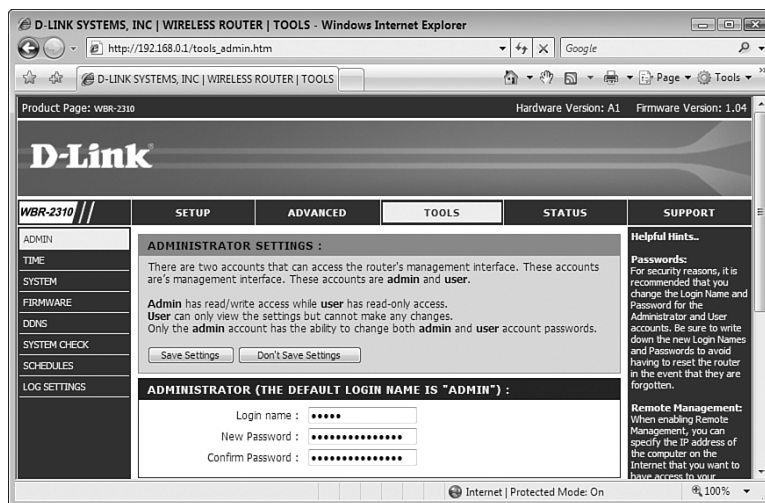 D-LINK SYSTEMS, INC | WIRELESS ROUTER | TOOLS - Windows Internet Explorer
http://192.168.0.1/tools_admin.htm
Google
D-LINK SYSTEMS, INC | WIRELESS ROUTER | TOOLS
Page
Tools
Product Page: WBR-2310
Hardware Version: A1
Firmware Version: 1.04
D-Link
WBR-2310
SETUP
ADVANCED
TOOLS
STATUS
SUPPORT
ADMIN
TIME
SYSTEM
FIRMWARE
DDNS
SYSTEM CHECK
SCHEDULES
LOG SETTINGS
ADMINISTRATOR SETTINGS :
There are two accounts that can access the router's management interface. These accounts
are's management interface. These accounts are admin and user.
Admin has read/write access while user has read-only access.
User can only view the settings but cannot make any changes.
Only the admin account has the ability to change both admin and user account passwords.
Save Settings
Don't Save Settings
ADMINISTRATOR (THE DEFAULT LOGIN NAME IS "ADMIN") :
Login name :
New Password :
Confirm Password :
Helpful Hints..
Passwords:
For security reasons, it is
recommended that you
change the Login Name and
Password for the
Administrator and User
accounts. Be sure to write
down the new Login Names
and Passwords to avoid
having to reset the router
in the event that they are
forgotten.
Remote Management:
When enabling Remote
Management, you can
specify the IP address of
the computer on the
Internet that you want to
have access to your
Internet | Protected Mode: On
100%